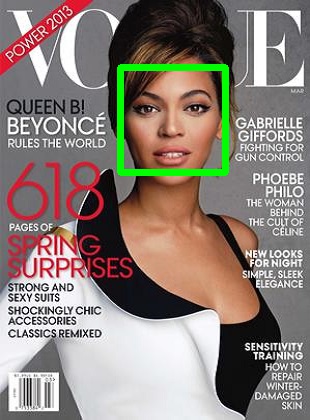 VOGUE
POWER 2013
MAR
QUEEN B!
BEYONCÉ
RULES THE WORLD
618
PAGES OF
SPRING
SURPRISES
STRONG AND
SEXY SUITS
SHOCKINGLY CHIC
ACCESSORIES
CLASSICS REMIXED
GABRIELLE
GIFFORDS
FIGHTING FOR
GUN CONTROL
PHOEBE
PHILO
THE WOMAN
BEHIND
THE CULT OF
CÉLINE
NEW LOOKS
FOR NIGHT
SIMPLE, SLEEK
ELEGANCE
SENSITIVITY
TRAINING
HOW TO
REPAIR
WINTER-
DAMAGED
SKIN